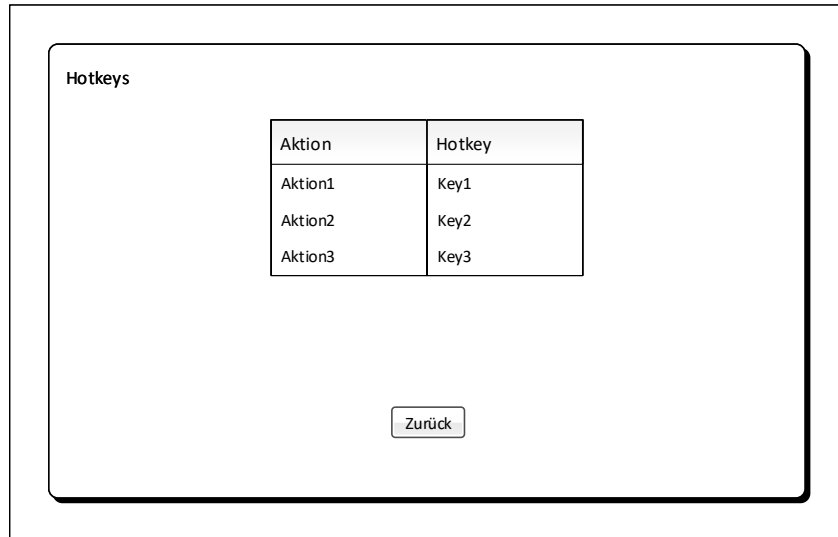 Hotkeys
Aktion Hotkey
Aktion1 Key1
Aktion2 Key2
Aktion3 Key3
Zurück